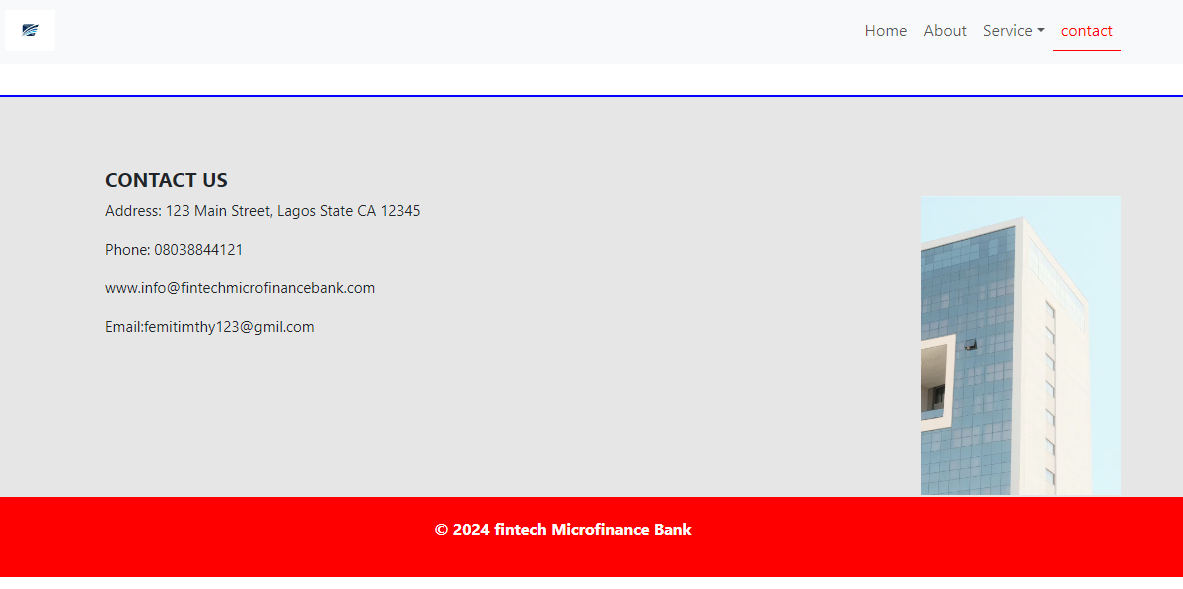 Home About Service contact
CONTACT US
Address: 123 Main Street, Lagos State CA 12345
Phone: 08038844121
www.info@fintechmicrofinancebank.com
Email:femitimthy123@gmil.com
© 2024 fintech Microfinance Bank